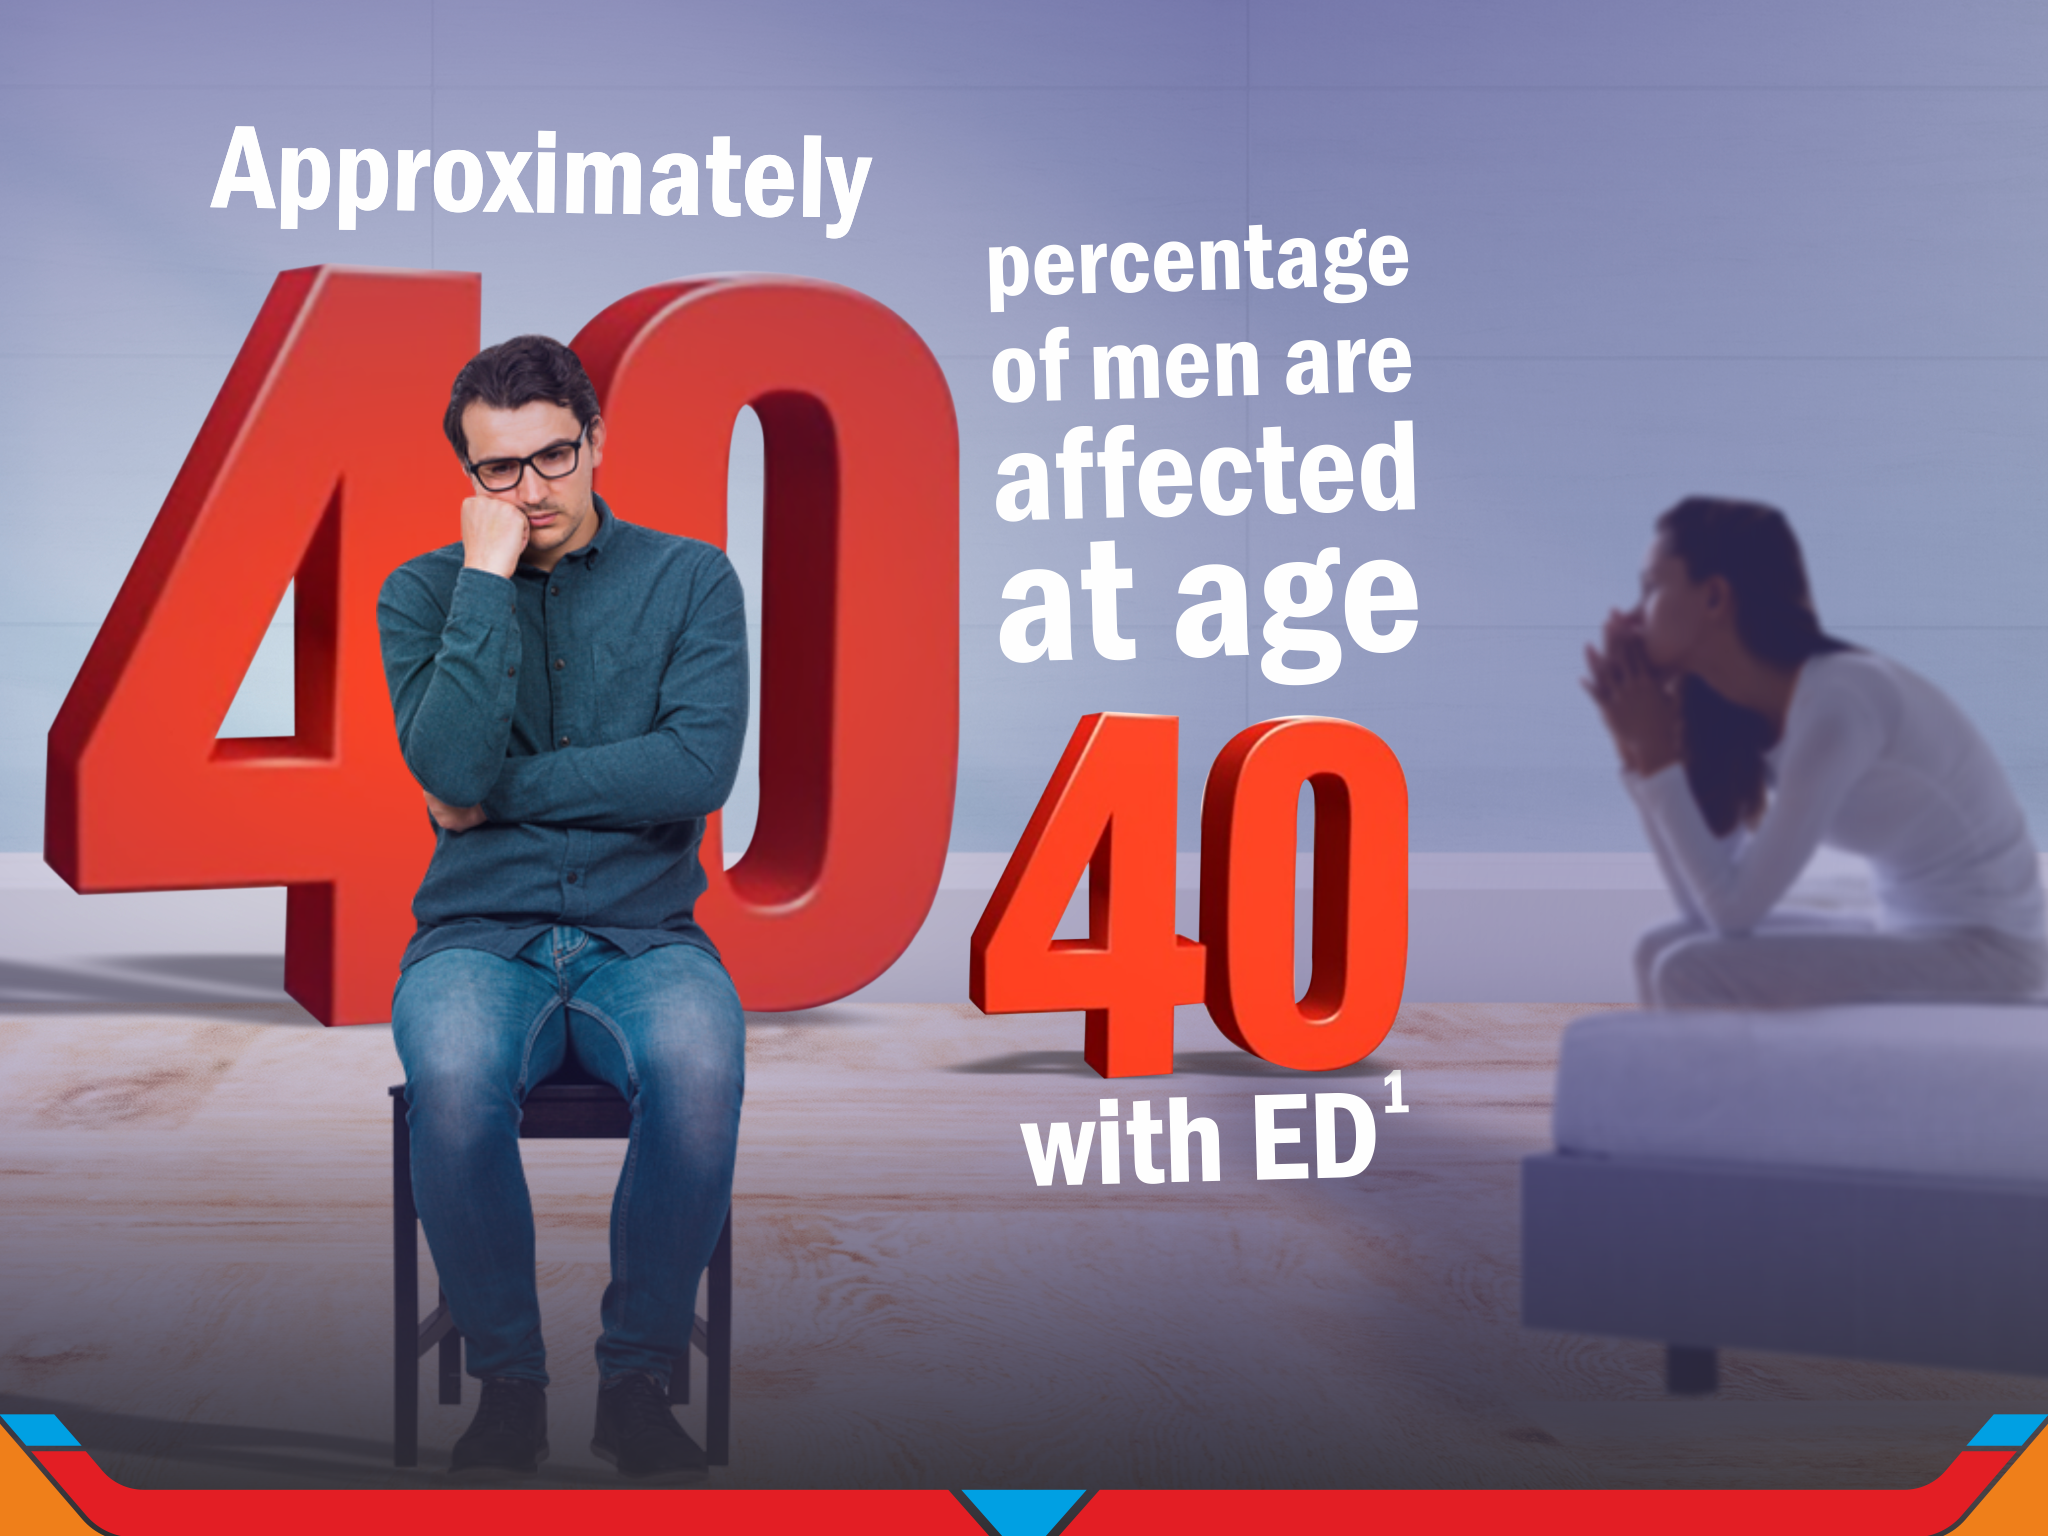 Approximately
40
percentage
of men are
affected
at age
40
with ED¹